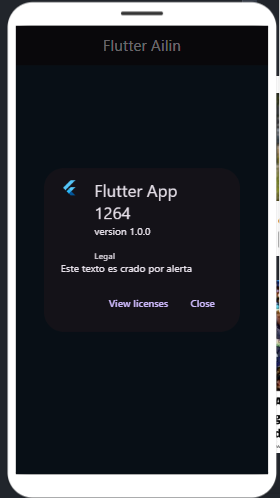 Flutter Ailin
Flutter App
1264
version 1.0.0
Legal
Este texto es crado por alerta
View licenses Close